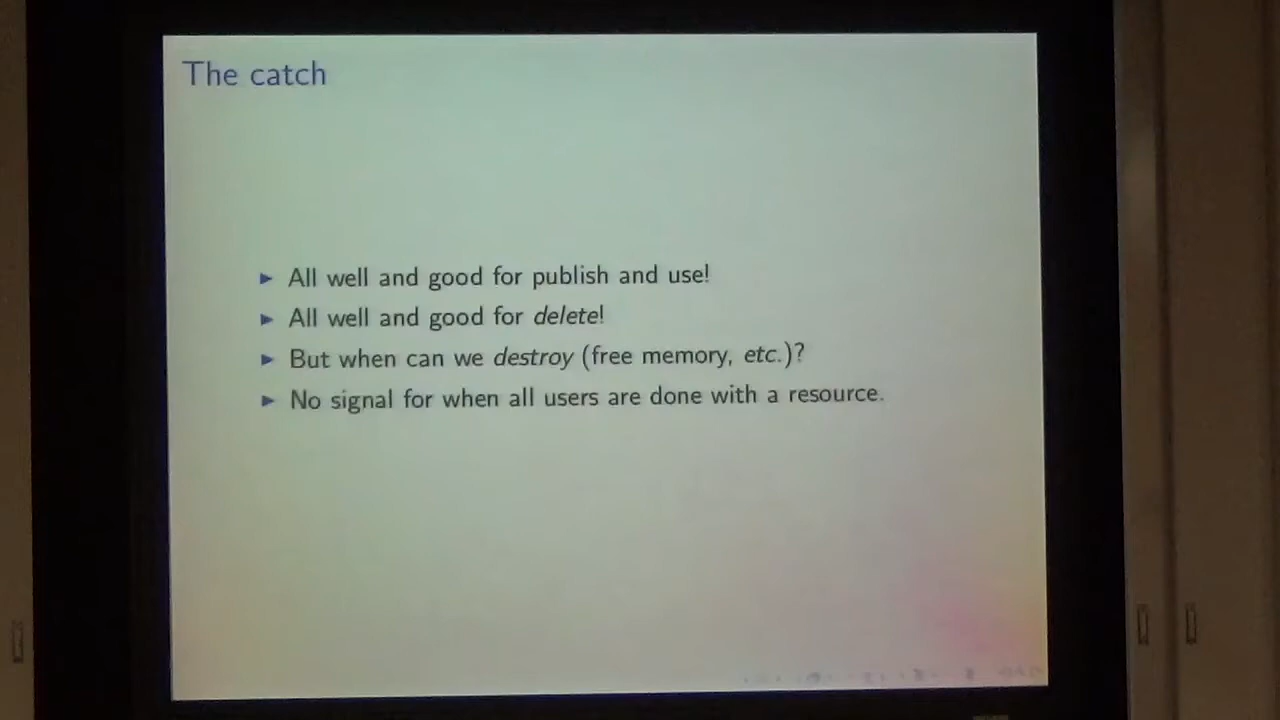 The catch
► All well and good for publish and use!
► All well and good for delete!
► But when can we destroy (free memory, etc.)?
► No signal for when all users are done with a resource.